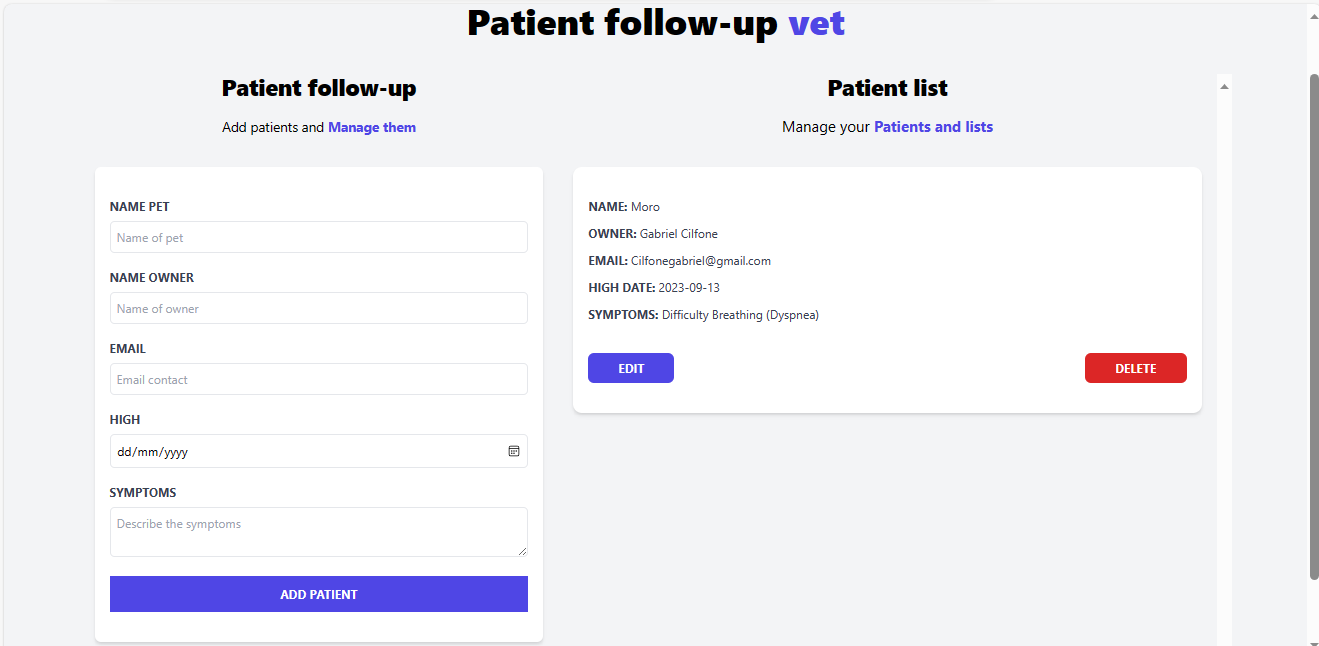 Patient follow-up vet
Patient follow-up
Add patients and Manage them
NAME PET
Name of pet
NAME OWNER
Name of owner
EMAIL
Email contact
HIGH
dd/mm/yyyy
SYMPTOMS
Describe the symptoms
ADD PATIENT
Patient list
Manage your Patients and lists
NAME: Moro
OWNER: Gabriel Cilfone
EMAIL: Cilfonegabriel@gmail.com
HIGH DATE: 2023-09-13
SYMPTOMS: Difficulty Breathing (Dyspnea)
EDIT
DELETE